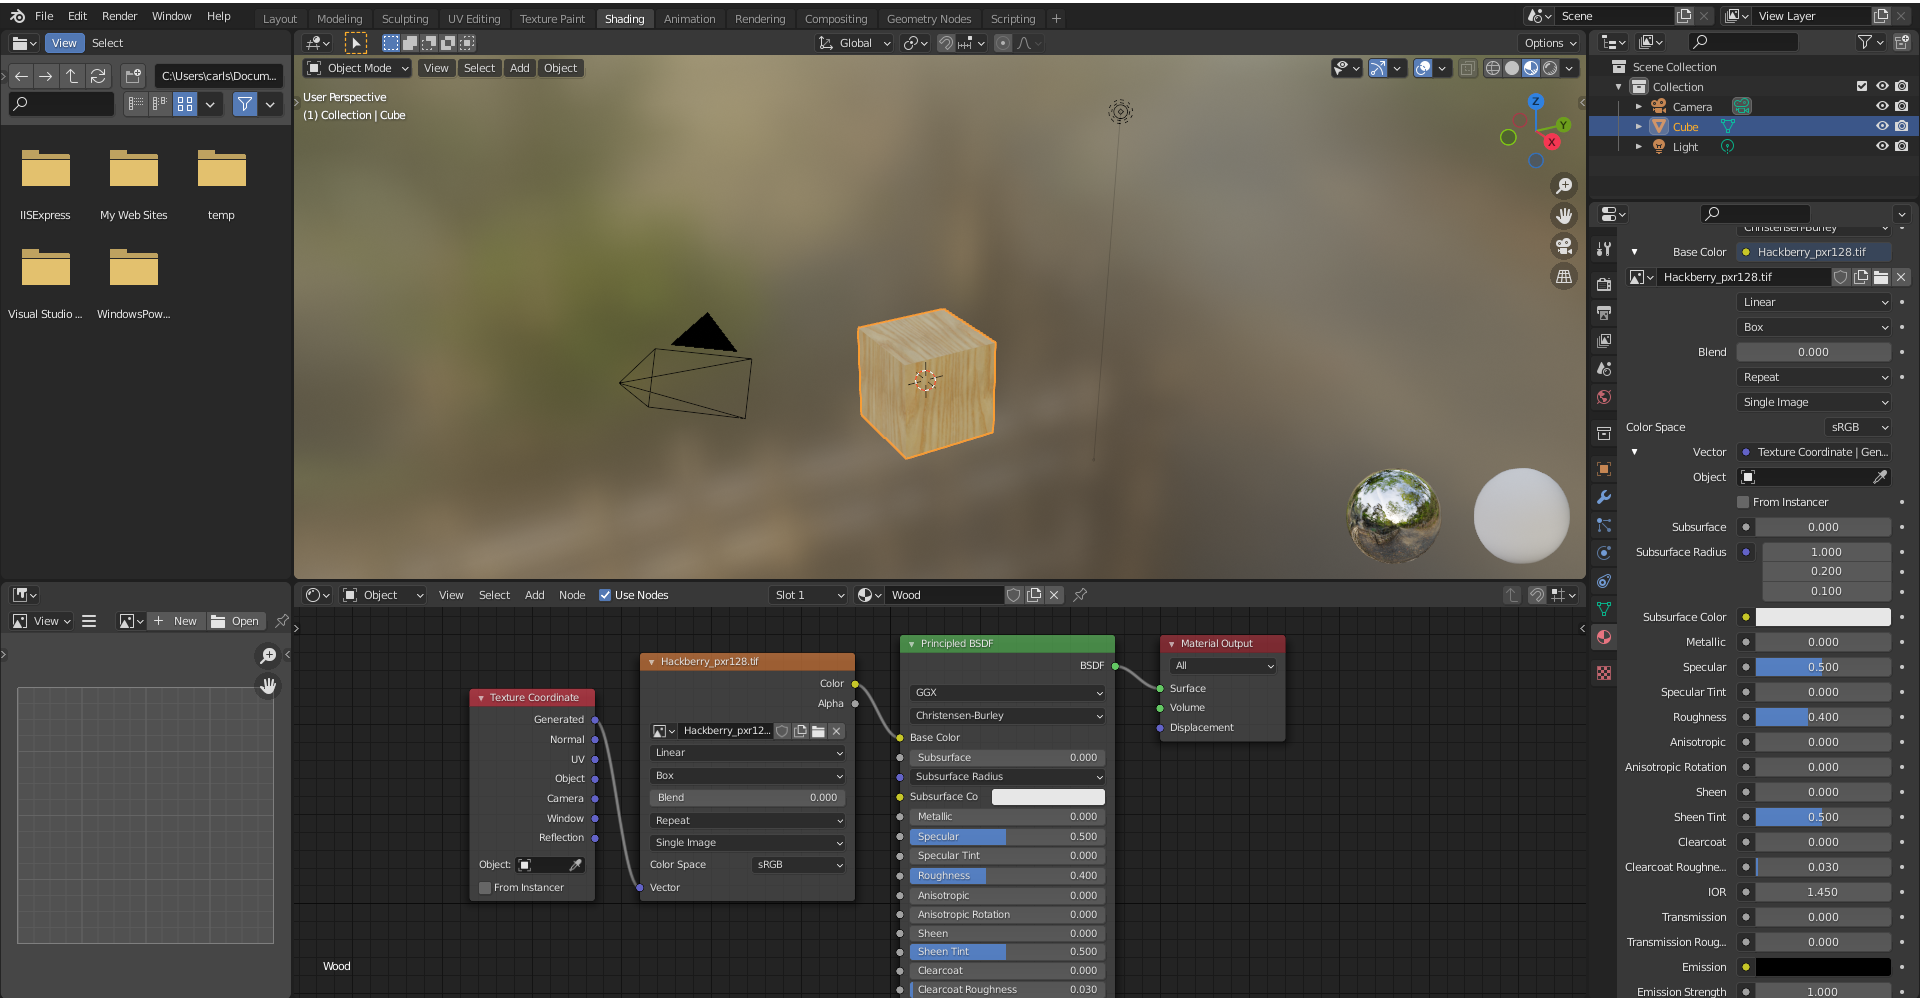 File Edit Render Window Help Layout Modeling Sculpting UV Editing Texture Paint Shading Animation Rendering Compositing Geometry Nodes Scripting + Scene View Layer
View Select Global Options
C:\Users\carls\Docum...
Object Mode View Select Add Object
User Perspective
(1) Collection | Cube
IISExpress My Web Sites temp
Visual Studio ... WindowsPow...
Z
Y
X
Scene Collection
Collection
Camera
Cube
Light
Christensen-Burley
Base Color Hackberry_pxr128.tif
Hackberry_pxr128.tif
Linear
Box
Blend 0.000
Repeat
Single Image
Color Space sRGB
Vector Texture Coordinate | Gen...
Object
From Instancer
Subsurface 0.000
Subsurface Radius 1.000
0.200
0.100
Subsurface Color
Metallic 0.000
Specular 0.500
Specular Tint 0.000
Roughness 0.400
Anisotropic 0.000
Anisotropic Rotation 0.000
Sheen 0.000
Sheen Tint 0.500
Clearcoat 0.000
Clearcoat Roughne... 0.030
IOR 1.450
Transmission 0.000
Transmission Roug... 0.000
Emission
Emission Strength 1.000
View + New Open
Object View Select Add Node Use Nodes Slot 1 Wood
Texture Coordinate
Generated
Normal
UV
Object
Camera
Window
Reflection
Object:
From Instancer
Hackberry_pxr128.tif
Color
Alpha
Hackberry_pxr12...
Linear
Box
Blend 0.000
Repeat
Single Image
Color Space sRGB
Vector
Principled BSDF
BSDF
GGX
Christensen-Burley
Base Color
Subsurface 0.000
Subsurface Radius
Subsurface Co
Metallic 0.000
Specular 0.500
Specular Tint 0.000
Roughness 0.400
Anisotropic 0.000
Anisotropic Rotation 0.000
Sheen 0.000
Sheen Tint 0.500
Clearcoat 0.000
Clearcoat Roughness 0.030
Material Output
All
Surface
Volume
Displacement
Wood